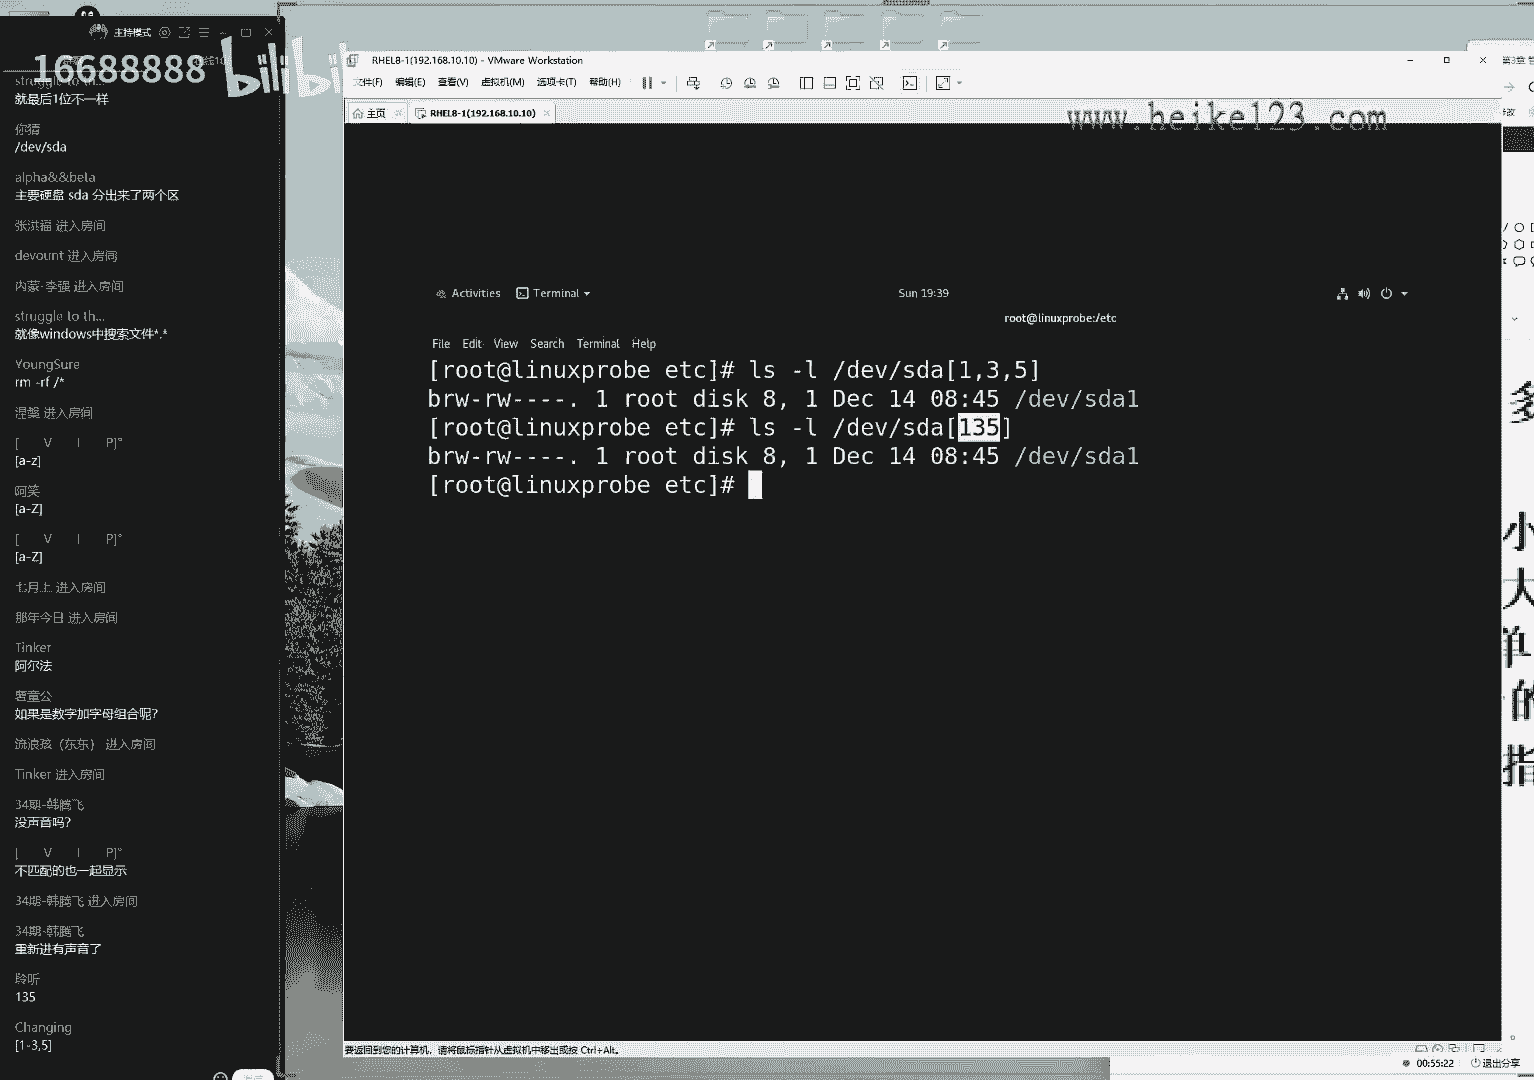 主持模式
16688888
bilibili
struggle to th...
就最后1位不一样
你猜
/dev/sda
alpha&&beta
主要硬盘 sda 分出来了两个区
张洪福 进入房间
devount 进入房间
内蒙-李强 进入房间
struggle to th...
就像windows中搜索文件*.*
YoungSure
rm -rf /*
涅槃 进入房间
[ V I P]°
[a-z]
阿笑
[a-Z]
[ V I P]°
[a-Z]
七月上 进入房间
那年今日 进入房间
Tinker
阿尔法
奢童公
如果是数字加字母组合呢?
流浪孩（东东） 进入房间
Tinker 进入房间
34期-韩腾飞
没声音吗?
[ V I P]°
不匹配的也一起显示
34期-韩腾飞 进入房间
34期-韩腾飞
重新进有声音了
聆听
135
Changing
[1-3,5]
RHEL8-1(192.168.10.10) - VMware Workstation
文件(F) 编辑(E) 查看(V) 虚拟机(M) 选项卡(T) 帮助(H)
主页 RHEL8-1(192.168.10.10)
www.heike123.com
Activities Terminal Sun 19:39
root@linuxprobe:/etc
File Edit View Search Terminal Help
[root@linuxprobe etc]# ls -l /dev/sda[1,3,5]
brw-rw----. 1 root disk 8, 1 Dec 14 08:45 /dev/sda1
[root@linuxprobe etc]# ls -l /dev/sda[135]
brw-rw----. 1 root disk 8, 1 Dec 14 08:45 /dev/sda1
[root@linuxprobe etc]#
要返回到您的计算机，请将鼠标指针从虚拟机中移出或按 Ctrl+Alt。
第3章 管
修改
多
小
大
单
的
指
00:55:22 退出分享